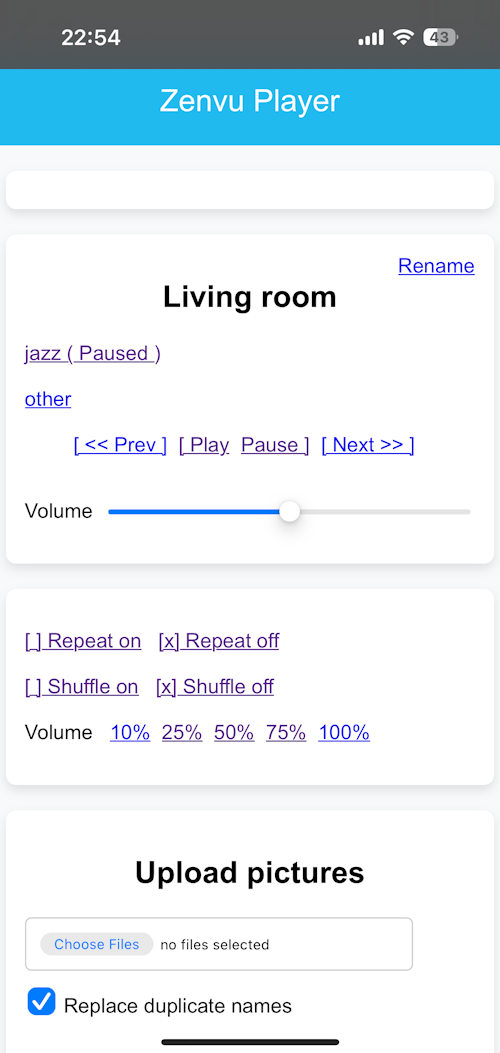 22:54
43
Zenvu Player
Rename
Living room
jazz ( Paused )
other
[ << Prev ] [ Play Pause ] [ Next >> ]
Volume
[ ] Repeat on [x] Repeat off
[ ] Shuffle on [x] Shuffle off
Volume 10% 25% 50% 75% 100%
Upload pictures
Choose Files no files selected
Replace duplicate names